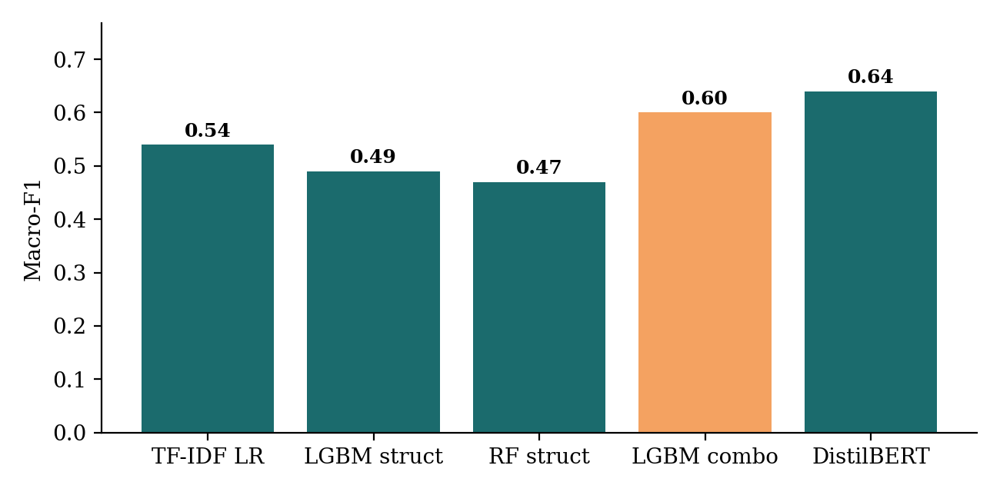 Macro-F1
0.7
0.6
0.5
0.4
0.3
0.2
0.1
0.0
0.54
0.49
0.47
0.60
0.64
TF-IDF LR
LGBM struct
RF struct
LGBM combo
DistilBERT